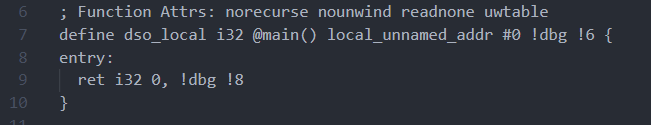 6 ; Function Attrs: norecurse nounwind readnone uwtable
7 define dso_local i32 @main() local_unnamed_addr #0 !dbg !6 {
8 entry:
9   ret i32 0, !dbg !8
10 }